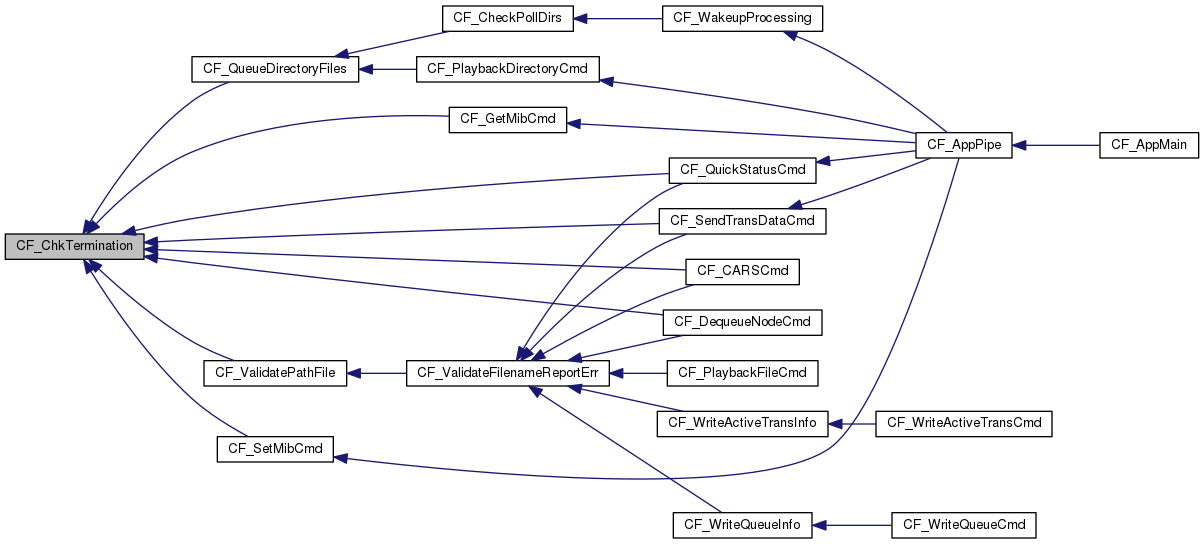 CF_CheckPollDirs
CF_WakeupProcessing
CF_QueueDirectoryFiles
CF_PlaybackDirectoryCmd
CF_GetMibCmd
CF_AppPipe
CF_AppMain
CF_QuickStatusCmd
CF_SendTransDataCmd
CF_ChkTermination
CF_CARSCmd
CF_DequeueNodeCmd
CF_ValidatePathFile
CF_ValidateFilenameReportErr
CF_PlaybackFileCmd
CF_WriteActiveTransInfo
CF_WriteActiveTransCmd
CF_SetMibCmd
CF_WriteQueueInfo
CF_WriteQueueCmd